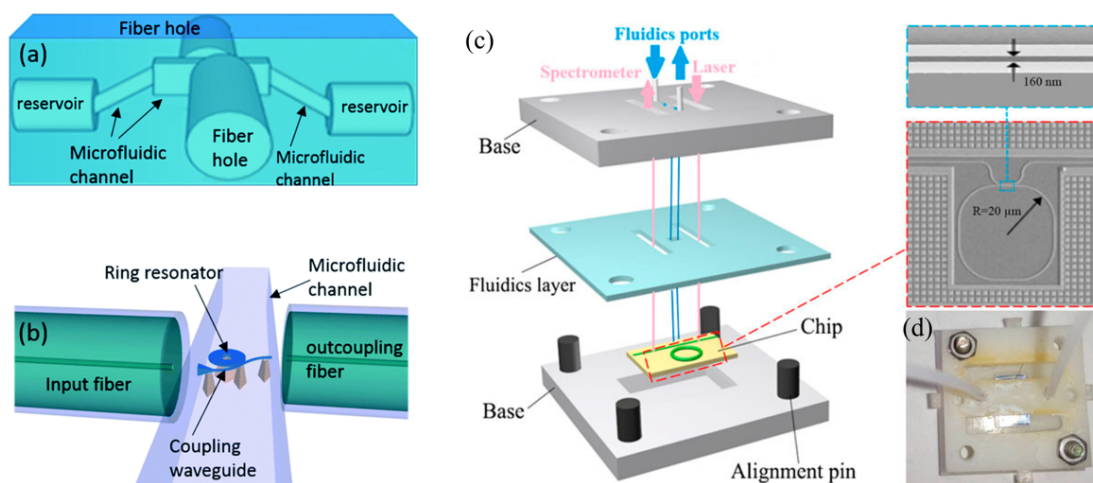 (a)
Fiber hole
reservoir
reservoir
Microfluidic
channel
Fiber
hole
Microfluidic
channel
(b)
Ring resonator
Microfluidic
channel
Input fiber
outcoupling
fiber
Coupling
waveguide
(c)
Fluidics ports
Spectrometer
Laser
Base
Fluidics layer
Chip
Base
Alignment pin
160 nm
R=20 µm
(d)